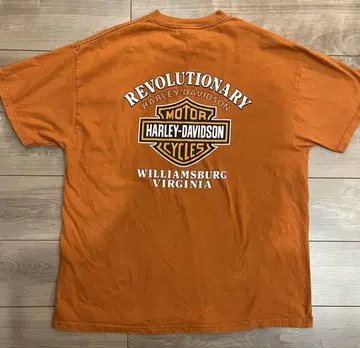 REVOLUTIONARY
HARLEY-DAVIDSON
MOTOR
HARLEY-DAVIDSON
CYCLES
WILLIAMSBURG
VIRGINIA